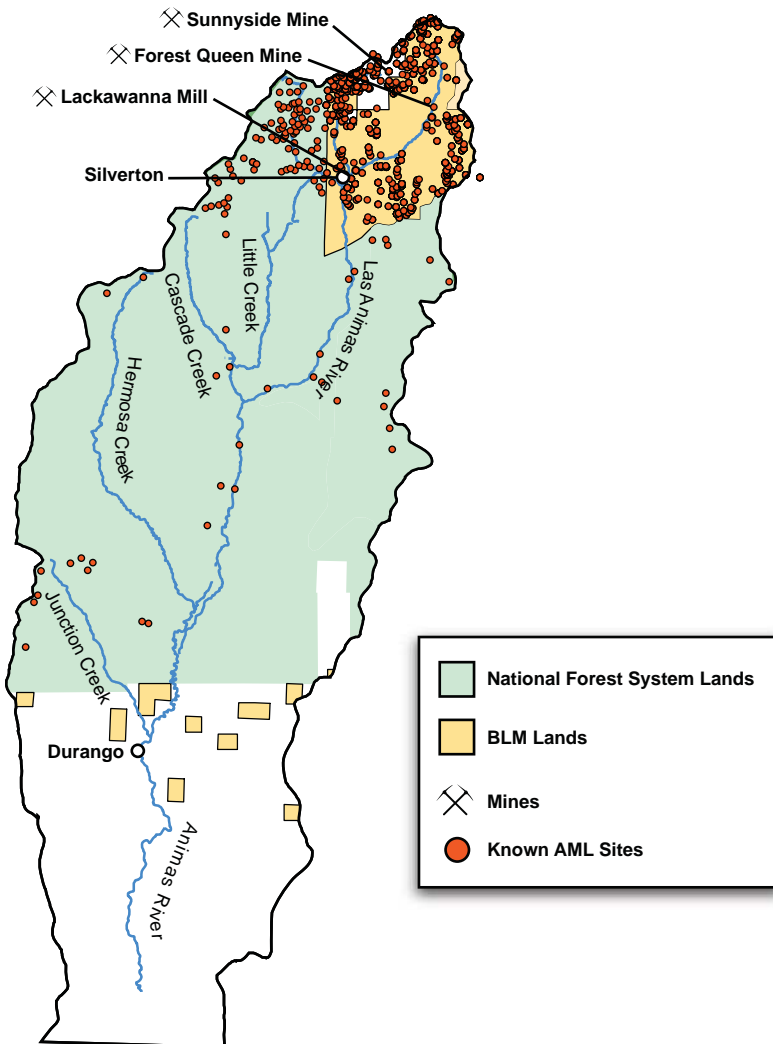 Sunnyside Mine
Forest Queen Mine
Lackawanna Mill
Silverton
Little Creek
Cascade Creek
Las Animas River
Hermosa Creek
Junction Creek
National Forest System Lands
BLM Lands
Durango
Mines
Animas River
Known AML Sites